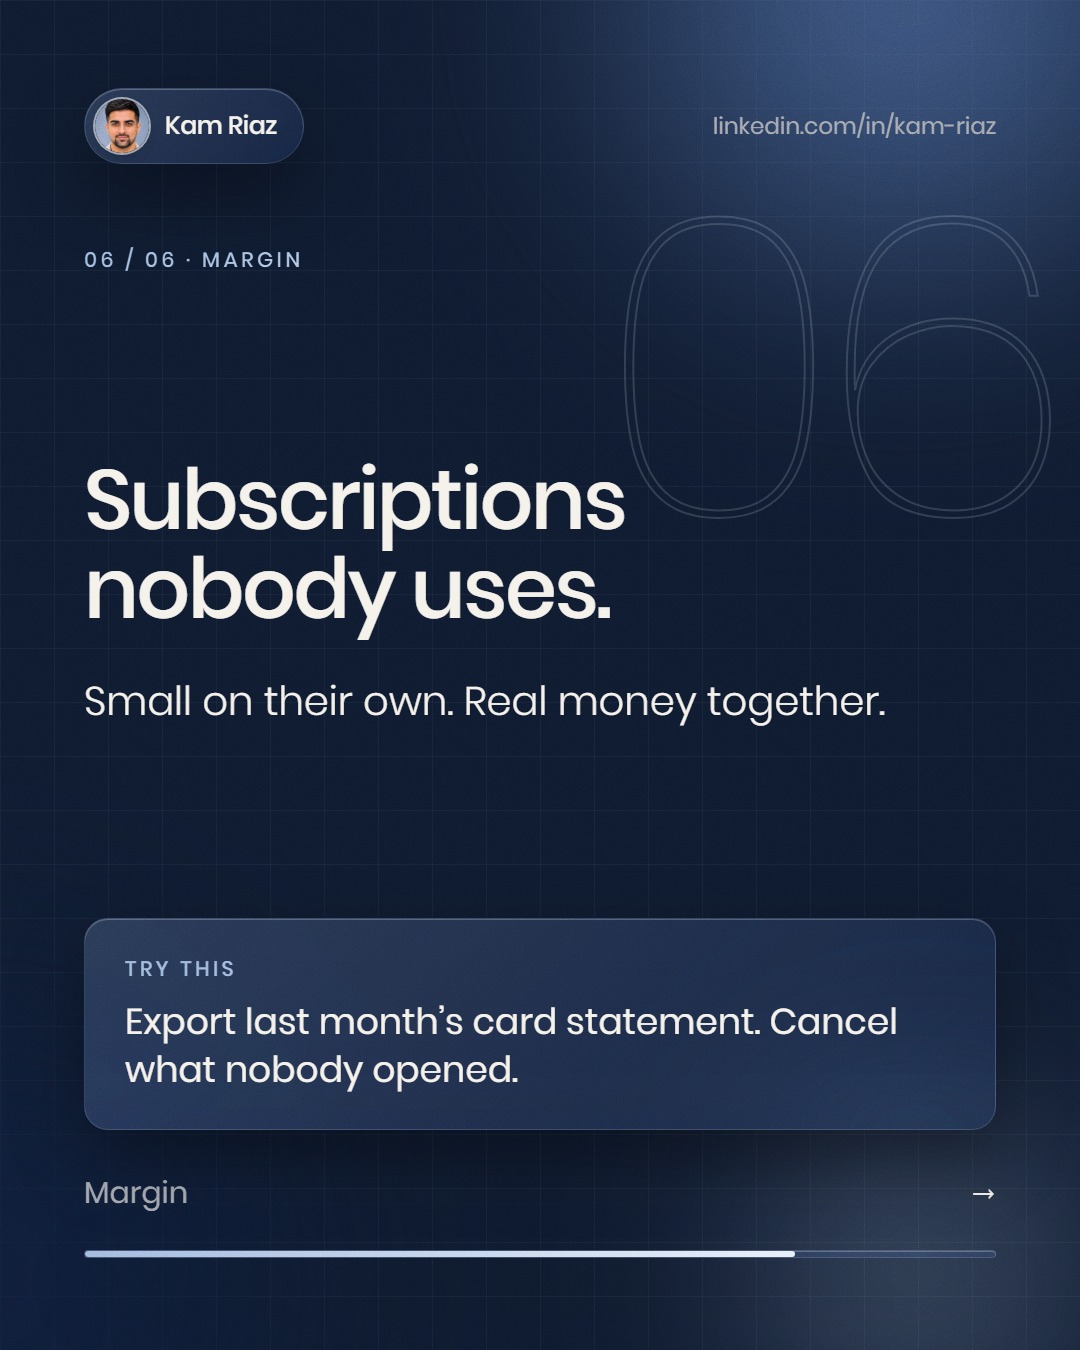 Kam Riaz
linkedin.com/in/kam-riaz
06 / 06 · MARGIN
06
Subscriptions
nobody uses.
Small on their own. Real money together.
TRY THIS
Export last month’s card statement. Cancel
what nobody opened.
Margin
→